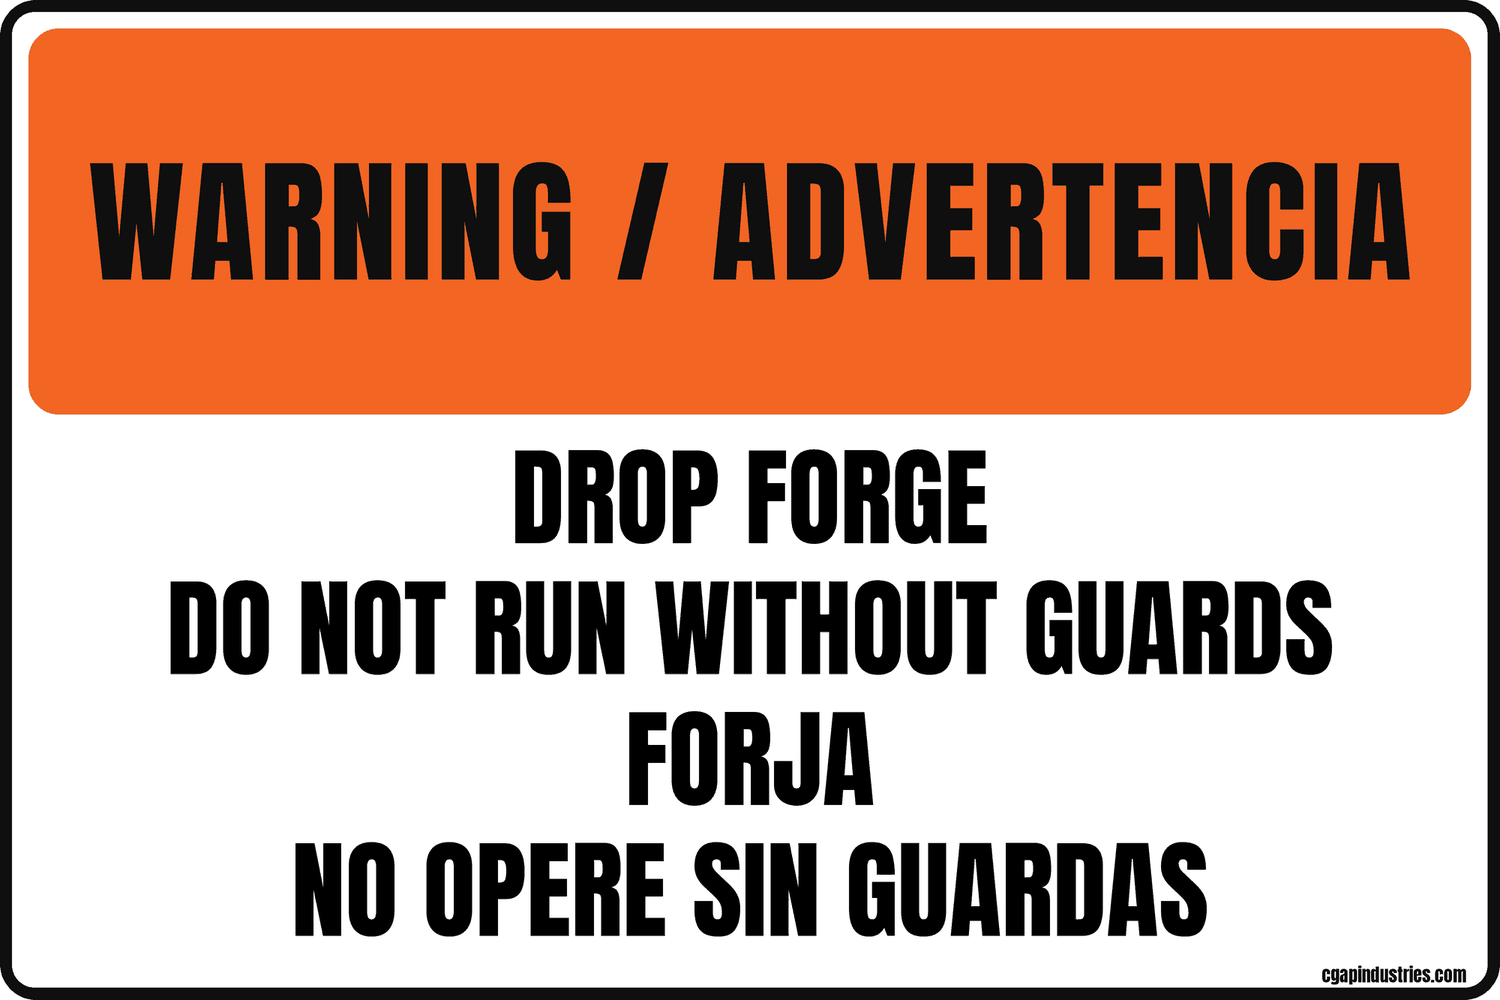 WARNING / ADVERTENCIA
DROP FORGE
DO NOT RUN WITHOUT GUARDS
FORJA
NO OPERE SIN GUARDAS
cgapindustries.com